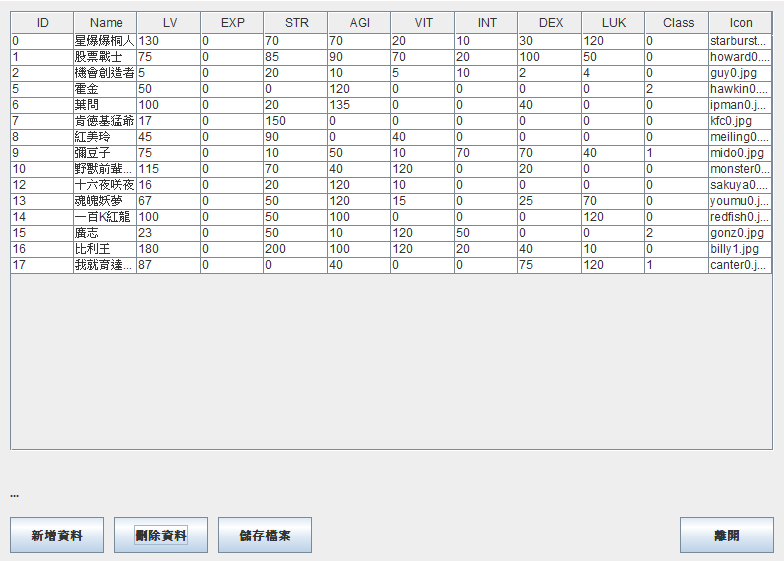 ID Name LV EXP STR AGI VIT INT DEX LUK Class Icon
0 星爆爆桐人 130 0 70 70 20 10 30 120 0 starburst...
1 股票戰士 75 0 85 90 70 20 100 50 0 howard0....
2 機會創造者 5 0 20 10 5 10 2 4 0 guy0.jpg
5 霍金 50 0 0 120 0 0 0 0 2 hawkin0....
6 葉問 100 0 20 135 0 0 40 0 0 ipman0.j...
7 肯德基猛爺 17 0 150 0 0 0 0 0 0 kfc0.jpg
8 紅美玲 45 0 90 0 40 0 0 0 0 meiling0....
9 彌豆子 75 0 10 50 10 70 70 40 1 mido0.jpg
10 野獸前輩... 115 0 70 40 120 0 20 0 0 monster0...
12 十六夜咲夜 16 0 20 120 10 0 0 0 0 sakuya0....
13 魂魄妖夢 67 0 50 120 15 0 25 70 0 youmu0.j...
14 一百K紅龍 100 0 50 100 0 0 0 120 0 redfish0.j...
15 廣志 23 0 50 10 120 50 0 0 2 gonz0.jpg
16 比利王 180 0 200 100 120 20 40 10 0 billy1.jpg
17 我就育達... 87 0 0 40 0 0 75 120 1 canter0.j...
...
新增資料 刪除資料 儲存檔案 離開